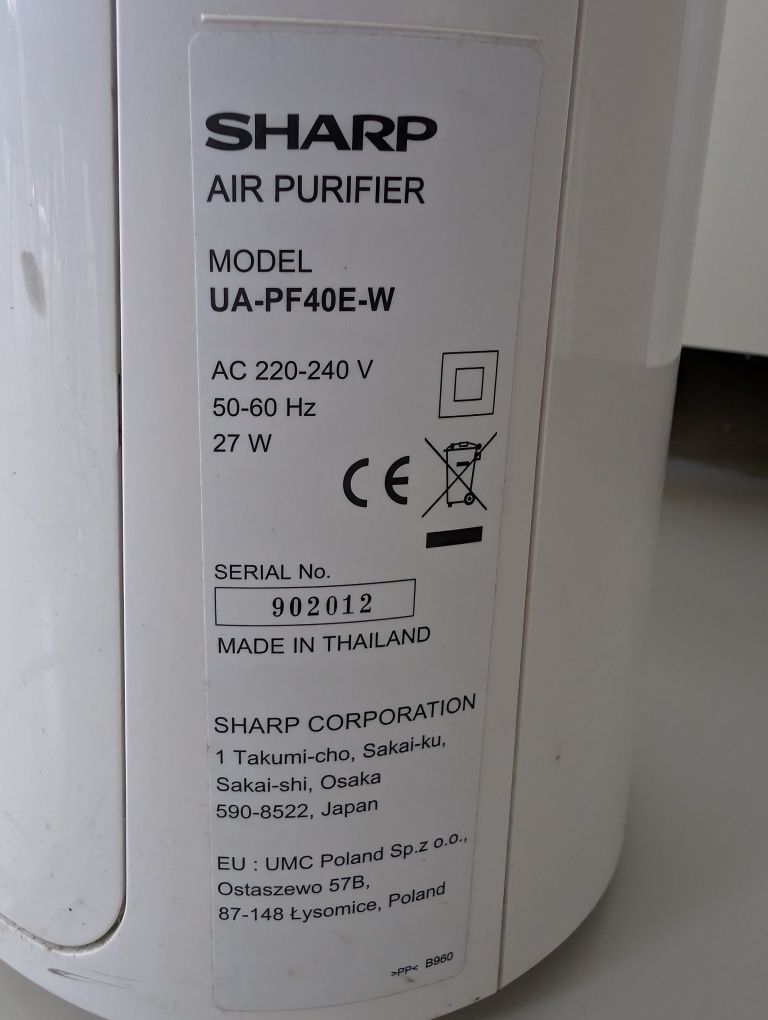 SHARP
AIR PURIFIER
MODEL
UA-PF40E-W
AC 220-240 V
50-60 Hz
27 W
CE
SERIAL No.
902012
MADE IN THAILAND
SHARP CORPORATION
1 Takumi-cho, Sakai-ku,
Sakai-shi, Osaka
590-8522, Japan
EU : UMC Poland Sp.z o.o.,
Ostaszewo 57B,
87-148 Łysomice, Poland
>PP< B960